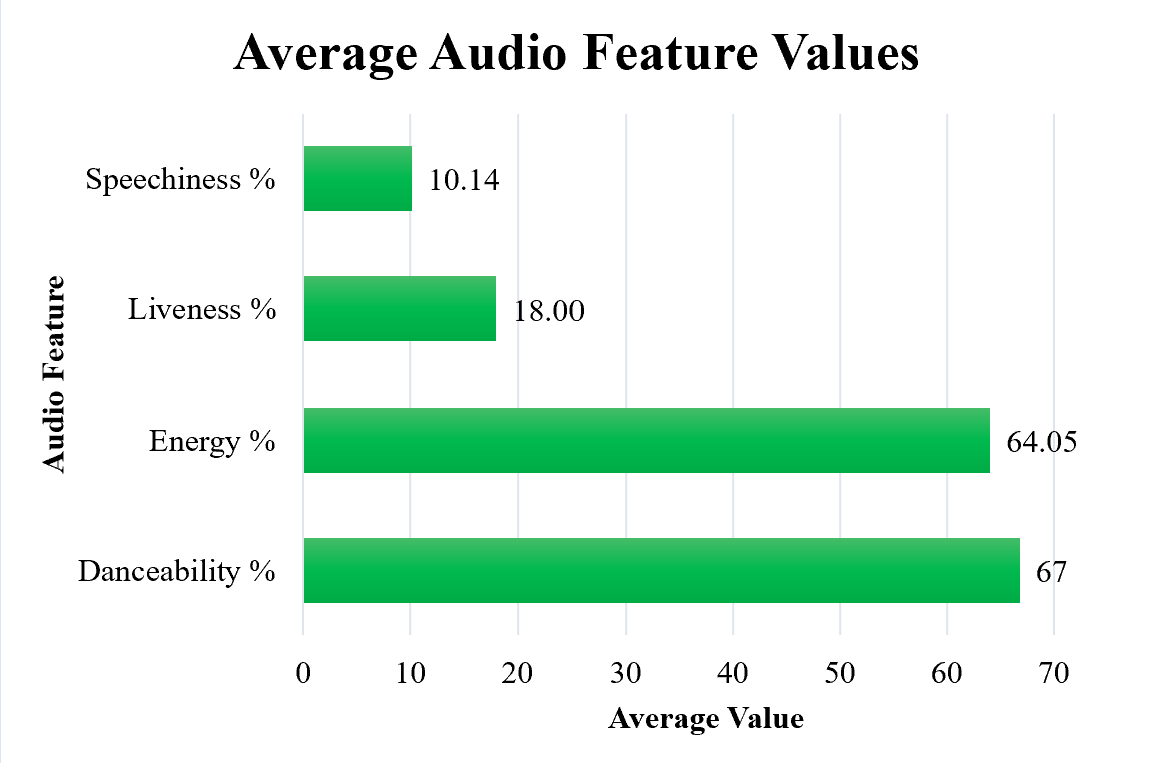 Average Audio Feature Values
Speechiness %
10.14
Liveness %
18.00
Energy %
64.05
Danceability %
67
Audio Feature
0 10 20 30 40 50 60 70
Average Value